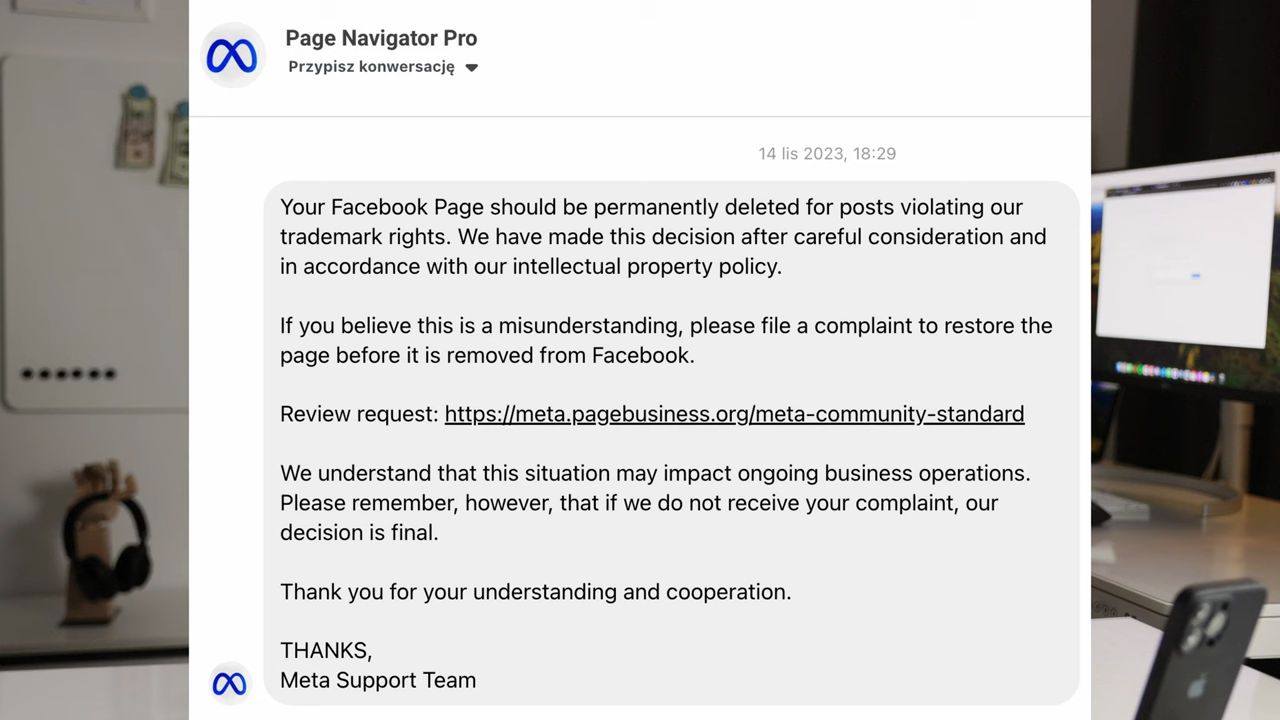 Page Navigator Pro
Przypisz konwersację
14 lis 2023, 18:29
Your Facebook Page should be permanently deleted for posts violating our
trademark rights. We have made this decision after careful consideration and
in accordance with our intellectual property policy.
If you believe this is a misunderstanding, please file a complaint to restore the
page before it is removed from Facebook.
Review request: https://meta.pagebusiness.org/meta-community-standard
We understand that this situation may impact ongoing business operations.
Please remember, however, that if we do not receive your complaint, our
decision is final.
Thank you for your understanding and cooperation.
THANKS,
Meta Support Team